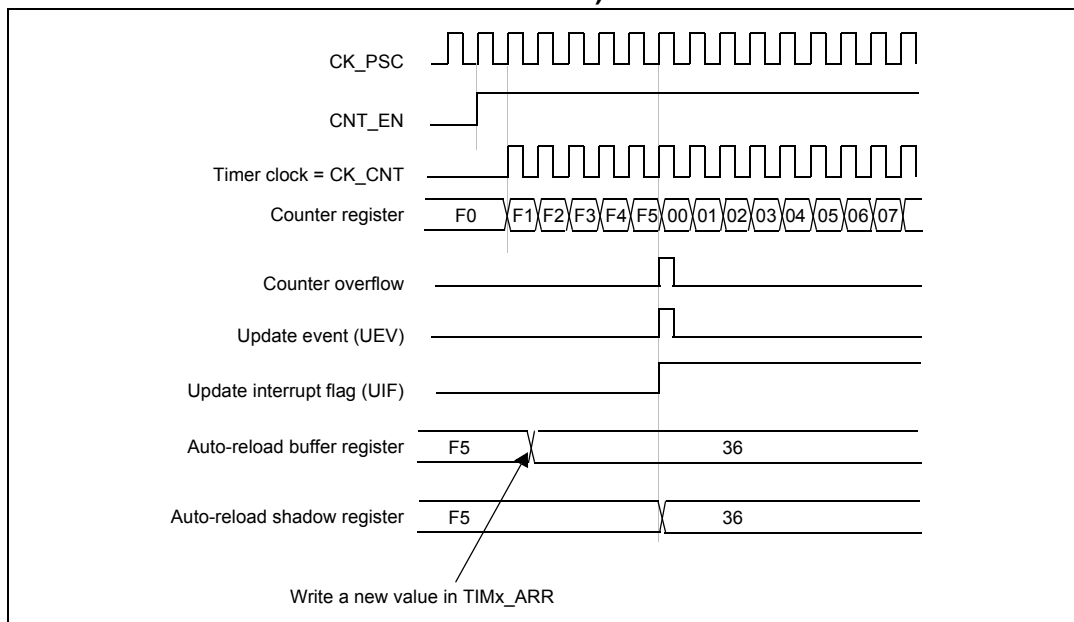 CK_PSC
CNT_EN
Timer clock = CK_CNT
Counter register F0 F1 F2 F3 F4 F5 00 01 02 03 04 05 06 07
Counter overflow
Update event (UEV)
Update interrupt flag (UIF)
Auto-reload buffer register F5 36
Auto-reload shadow register F5 36
Write a new value in TIMx_ARR